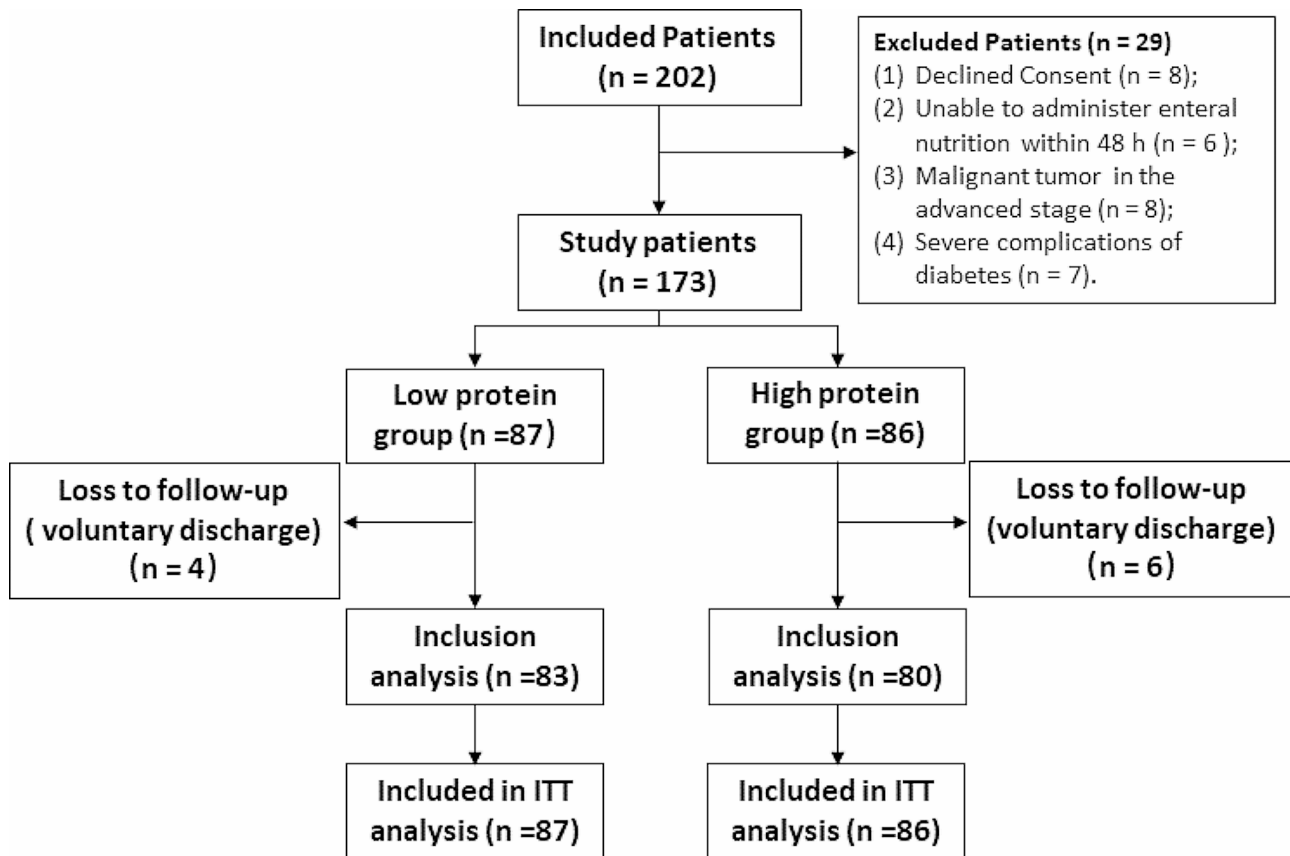 Included Patients
(n = 202)
Excluded Patients (n = 29)
(1) Declined Consent (n = 8);
(2) Unable to administer enteral
nutrition within 48 h (n = 6 );
(3) Malignant tumor in the
advanced stage (n = 8);
(4) Severe complications of
diabetes (n = 7).
Study patients
(n = 173)
Low protein
group (n =87)
High protein
group (n =86)
Loss to follow-up
( voluntary discharge)
(n = 4)
Loss to follow-up
(voluntary discharge)
(n = 6)
Inclusion
analysis (n =83)
Inclusion
analysis (n =80)
Included in ITT
analysis (n =87)
Included in ITT
analysis (n =86)